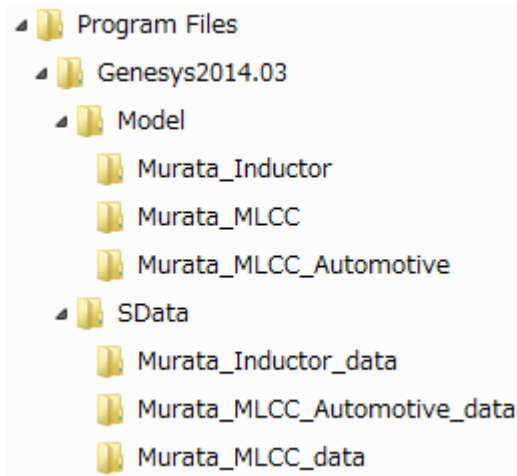 Program Files
Genesys2014.03
Model
Murata_Inductor
Murata_MLCC
Murata_MLCC_Automotive
SData
Murata_Inductor_data
Murata_MLCC_Automotive_data
Murata_MLCC_data